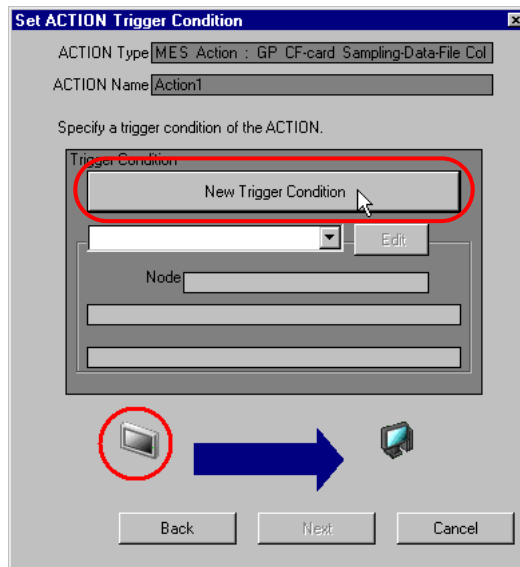 Set ACTION Trigger Condition
ACTION Type MES Action : GP CF-card Sampling-Data-File Col
ACTION Name Action1
Specify a trigger condition of the ACTION.
Trigger Condition
New Trigger Condition
Edit
Node
Back Next Cancel